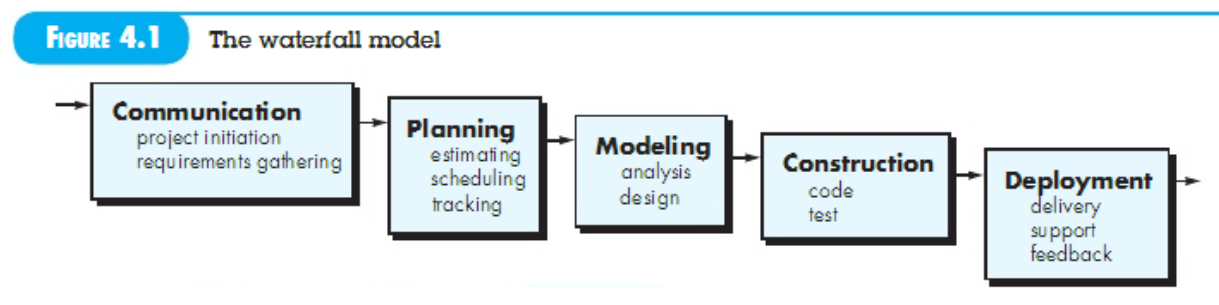 FIGURE 4.1 The waterfall model
Communication
project initiation
requirements gathering
Planning
estimating
scheduling
tracking
Modeling
analysis
design
Construction
code
test
Deployment
delivery
support
feedback